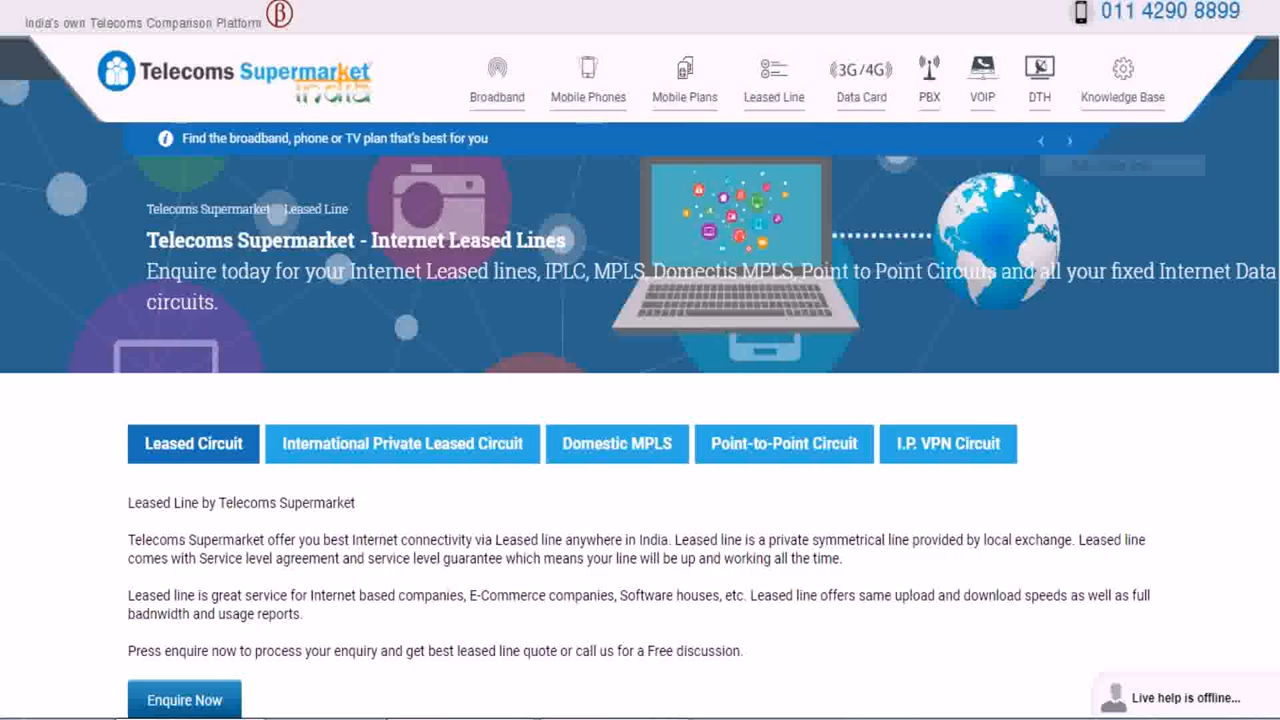 India's own Telecoms Comparison Platform β
011 4290 8899
Telecoms Supermarket
india
Broadband
Mobile Phones
Mobile Plans
Leased Line
(3G/4G)
Data Card
PBX
VOIP
DTH
Knowledge Base
Find the broadband, phone or TV plan that's best for you
Telecoms Supermarket Leased Line
Telecoms Supermarket - Internet Leased Lines
Enquire today for your Internet Leased lines, IPLC, MPLS, Domectis MPLS, Point to Point Circuits and all your fixed Internet Data
circuits.
Leased Circuit
International Private Leased Circuit
Domestic MPLS
Point-to-Point Circuit
I.P. VPN Circuit
Leased Line by Telecoms Supermarket
Telecoms Supermarket offer you best Internet connectivity via Leased line anywhere in India. Leased line is a private symmetrical line provided by local exchange. Leased line
comes with Service level agreement and service level guarantee which means your line will be up and working all the time.
Leased line is great service for Internet based companies, E-Commerce companies, Software houses, etc. Leased line offers same upload and download speeds as well as full
badnwidth and usage reports.
Press enquire now to process your enquiry and get best leased line quote or call us for a Free discussion.
Enquire Now
Live help is offline...